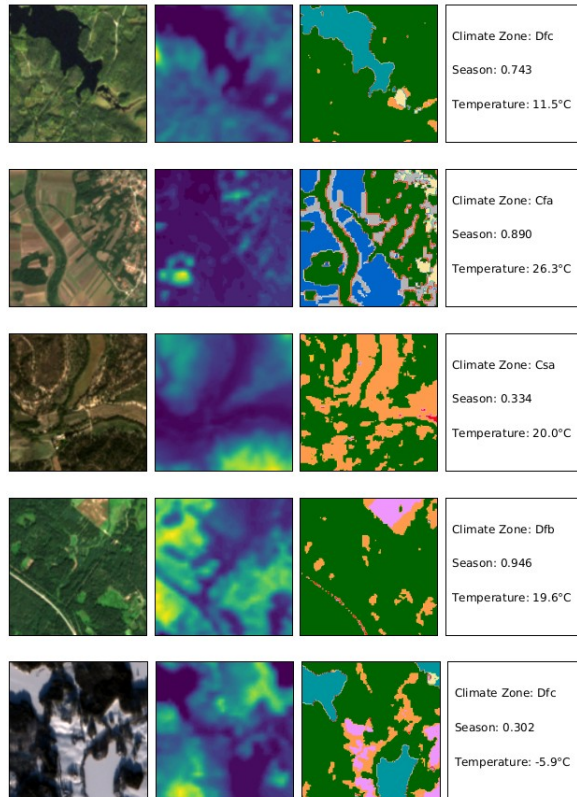 Climate Zone: Dfc
Season: 0.743
Temperature: 11.5°C
Climate Zone: Cfa
Season: 0.890
Temperature: 26.3°C
Climate Zone: Csa
Season: 0.334
Temperature: 20.0°C
Climate Zone: Dfb
Season: 0.946
Temperature: 19.6°C
Climate Zone: Dfc
Season: 0.302
Temperature: -5.9°C